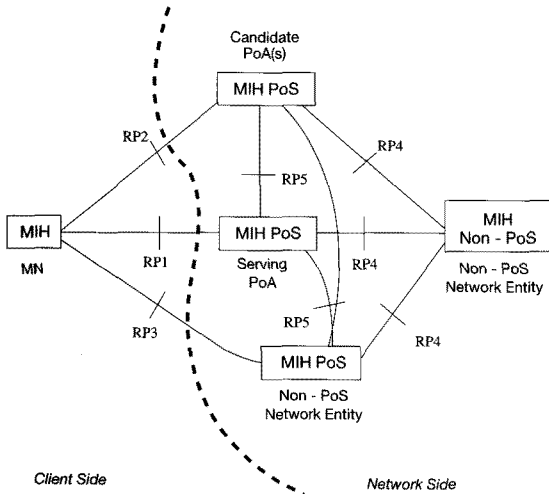 Candidate
PoA(s)
MIH PoS
RP2
RP4
RP5
MIH
MN
RP1
MIH PoS
Serving
PoA
RP4
MIH
Non - PoS
Non - PoS
Network Entity
RP3
RP5
RP4
MIH PoS
Non - PoS
Network Entity
Client Side
Network Side